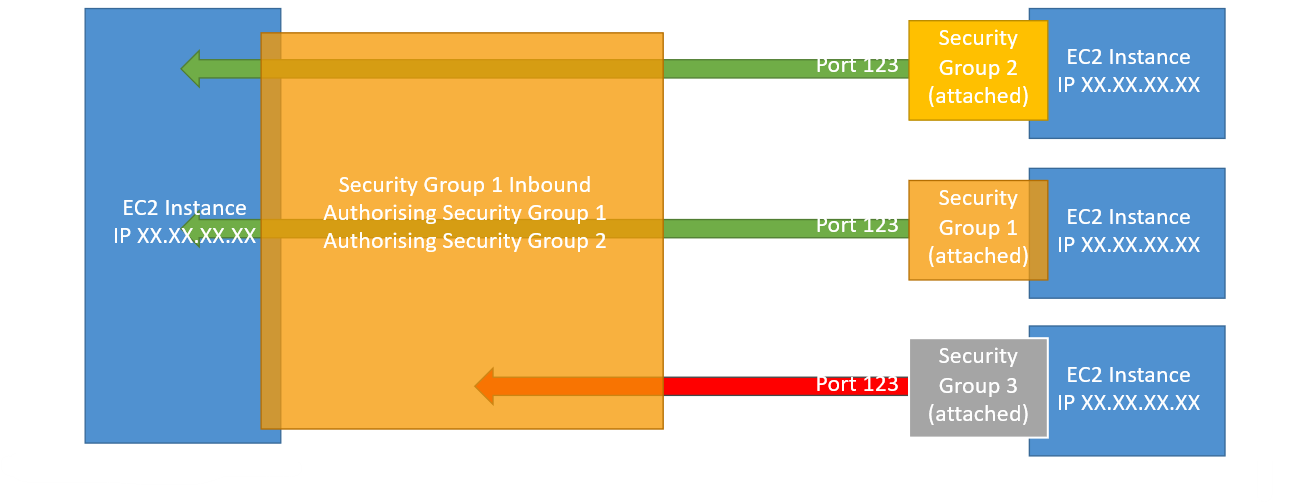 EC2 Instance
IP XX.XX.XX.XX
Security Group 1 Inbound
Authorising Security Group 1
Authorising Security Group 2
Port 123
Security
Group 2
(attached)
EC2 Instance
IP XX.XX.XX.XX
Port 123
Security
Group 1
(attached)
EC2 Instance
IP XX.XX.XX.XX
Port 123
Security
Group 3
(attached)
EC2 Instance
IP XX.XX.XX.XX